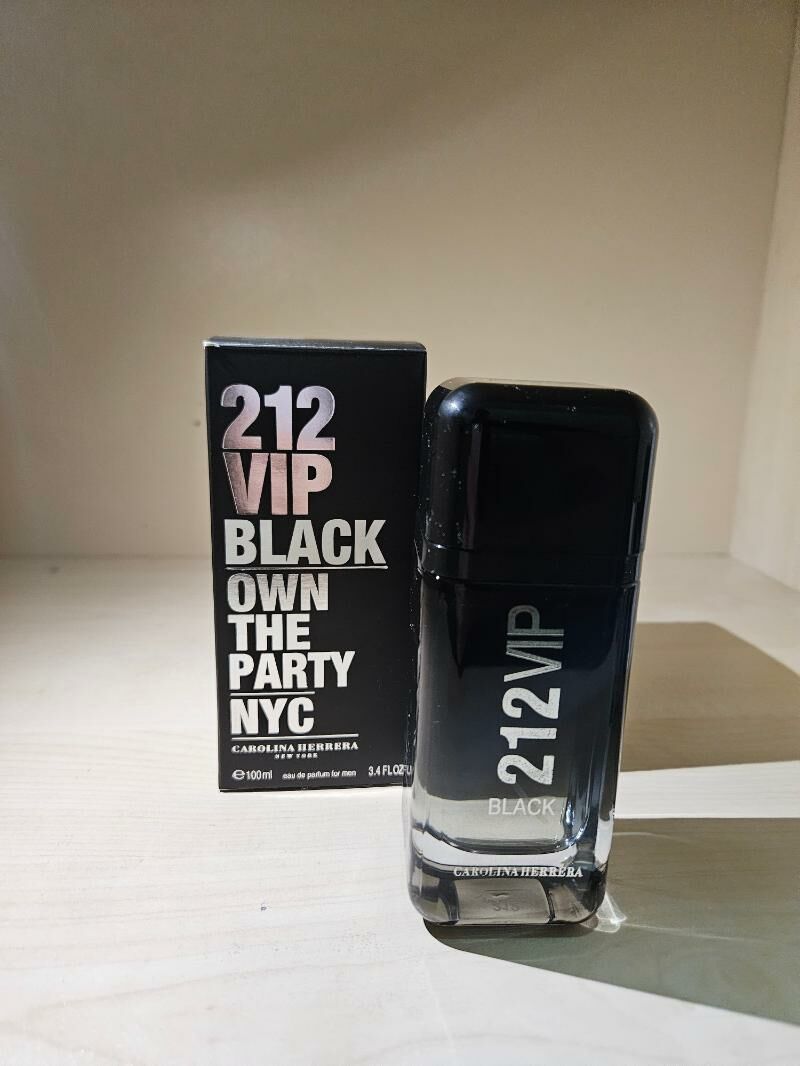 212
VIP
BLACK
OWN
THE
PARTY
NYC
CAROLINA HERRERA
NEW YORK
℮100ml eau de parfum for men 3.4 FL.OZ
212 VIP
BLACK
CAROLINA HERRERA